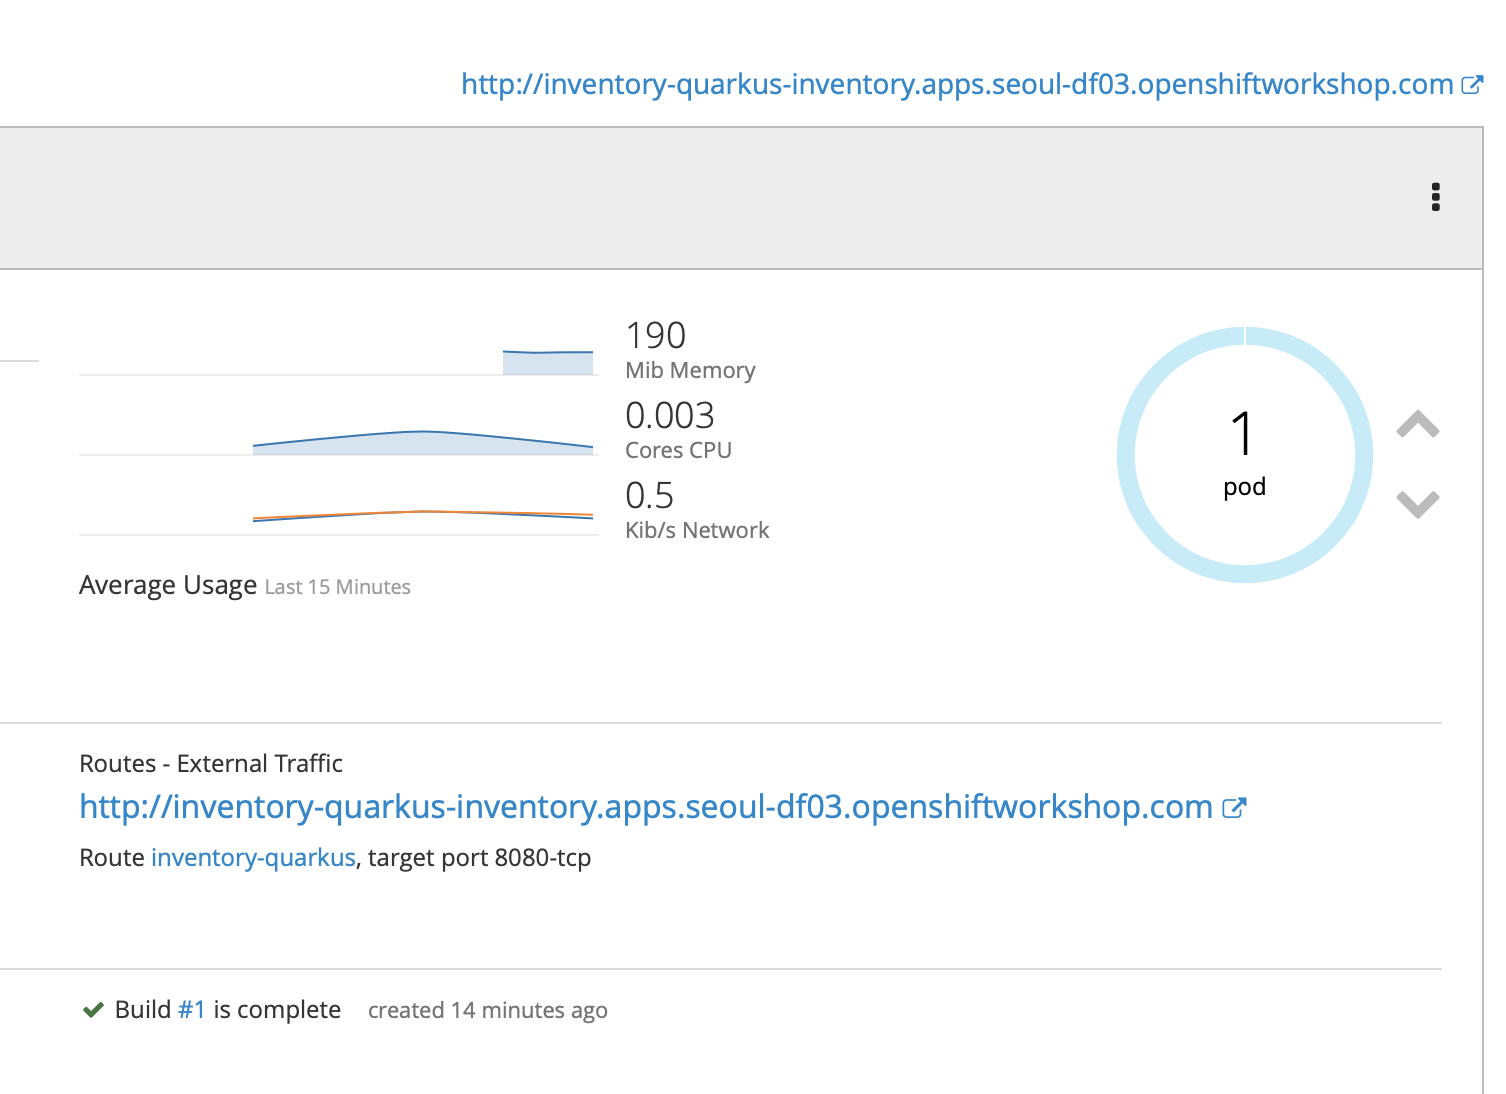 http://inventory-quarkus-inventory.apps.seoul-df03.openshiftworkshop.com
190
Mib Memory
0.003
Cores CPU
0.5
Kib/s Network
Average Usage Last 15 Minutes
1
pod
Routes - External Traffic
http://inventory-quarkus-inventory.apps.seoul-df03.openshiftworkshop.com
Route inventory-quarkus, target port 8080-tcp
Build #1 is complete created 14 minutes ago